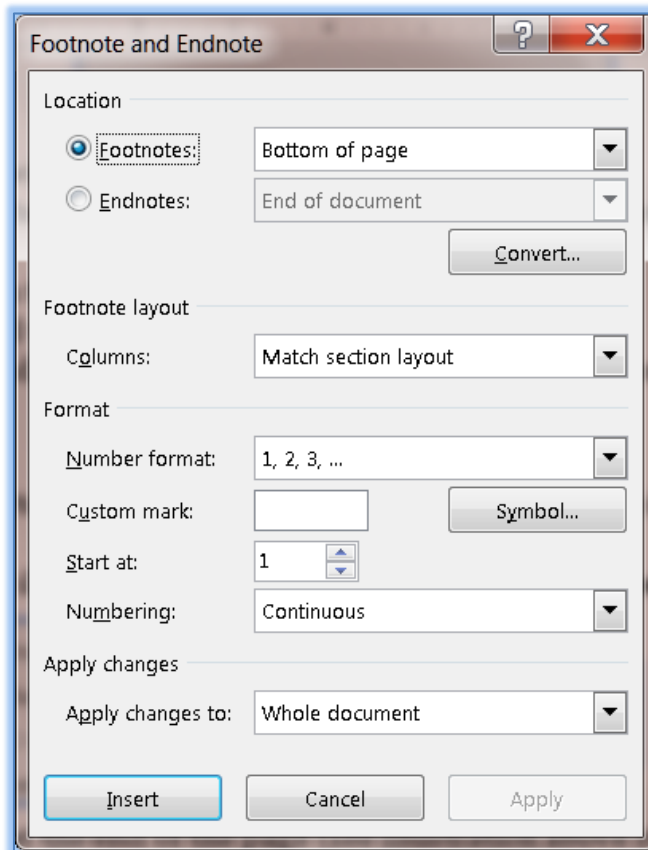 Footnote and Endnote ? X
Location
Footnotes: Bottom of page
Endnotes: End of document
Convert...
Footnote layout
Columns: Match section layout
Format
Number format: 1, 2, 3, ...
Custom mark: Symbol...
Start at: 1
Numbering: Continuous
Apply changes
Apply changes to: Whole document
Insert Cancel Apply